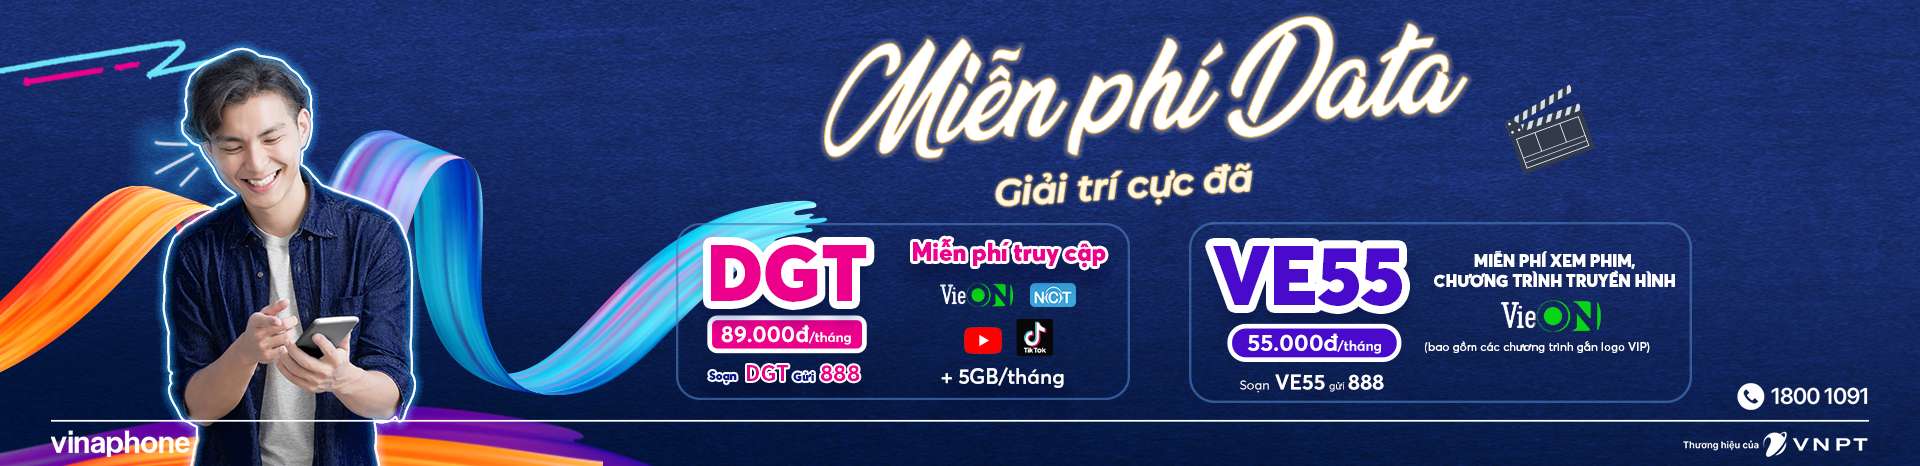 Miễn phí Data
Giải trí cực đã
DGT
89.000đ/tháng
Soạn DGT Gửi 888
Miễn phí truy cập
VieON NCT
TikTok
+ 5GB/tháng
VE55
55.000đ/tháng
Soạn VE55 gửi 888
MIỄN PHÍ XEM PHIM,
CHƯƠNG TRÌNH TRUYỀN HÌNH
VieON
(bao gồm các chương trình gắn logo VIP)
1800 1091
vinaphone
Thương hiệu của VNPT